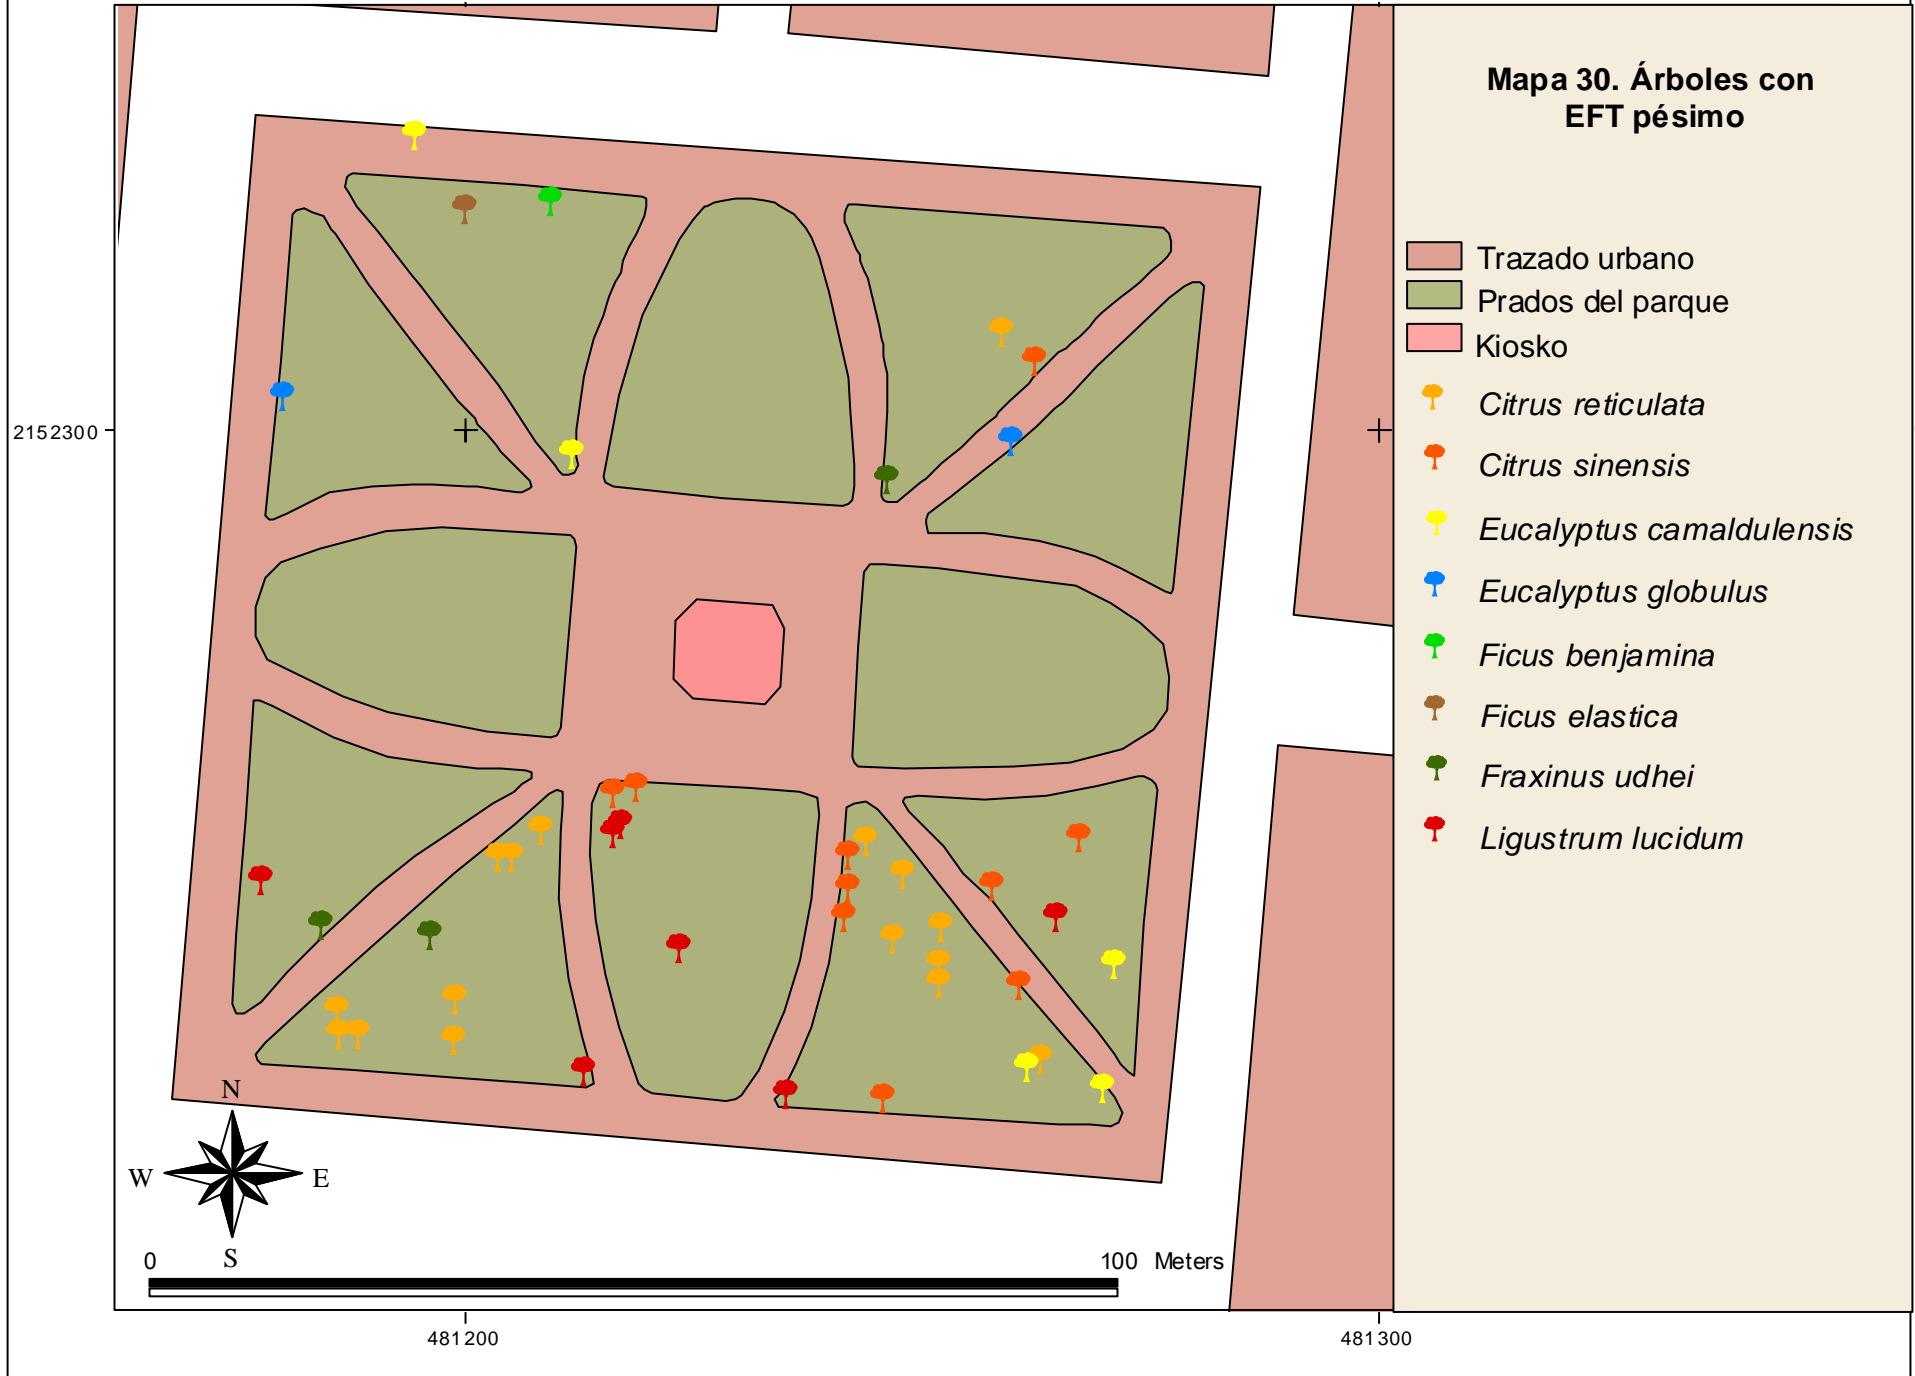 Mapa 30. Árboles con
EFT pésimo
Trazado urbano
Prados del parque
Kiosko
Citrus reticulata
Citrus sinensis
Eucalyptus camaldulensis
Eucalyptus globulus
Ficus benjamina
Ficus elastica
Fraxinus udhei
Ligustrum lucidum
2152300
N
W E
S
0 100 Meters
481200 481300